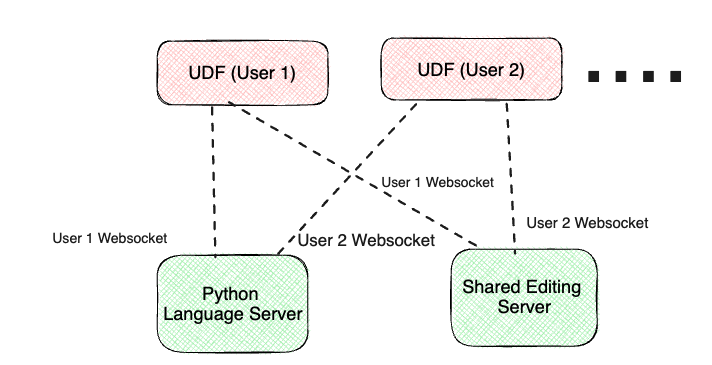 UDF (User 1)
UDF (User 2)
User 1 Websocket
User 2 Websocket
User 1 Websocket
User 2 Websocket
Python
Language Server
Shared Editing
Server